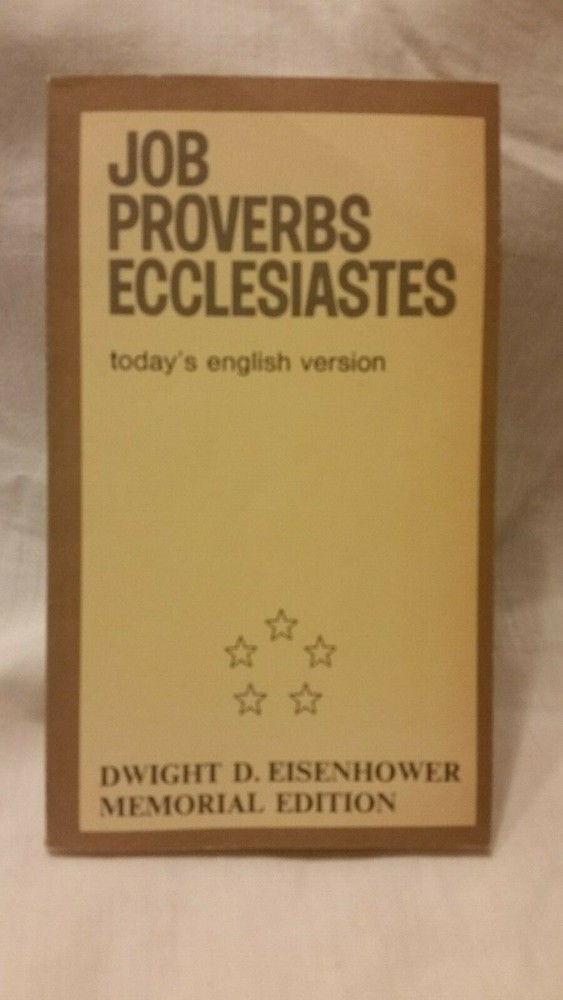 JOB
PROVERBS
ECCLESIASTES
today's english version
DWIGHT D. EISENHOWER
MEMORIAL EDITION